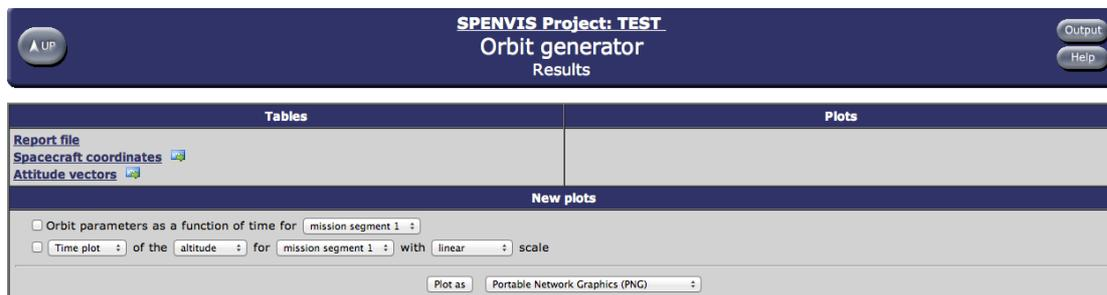 UP
SPENVIS Project: TEST
Orbit generator
Results
Output
Help
Tables
Plots
Report file
Spacecraft coordinates
Attitude vectors
New plots
Orbit parameters as a function of time for mission segment 1
Time plot of the altitude for mission segment 1 with linear scale
Plot as Portable Network Graphics (PNG)